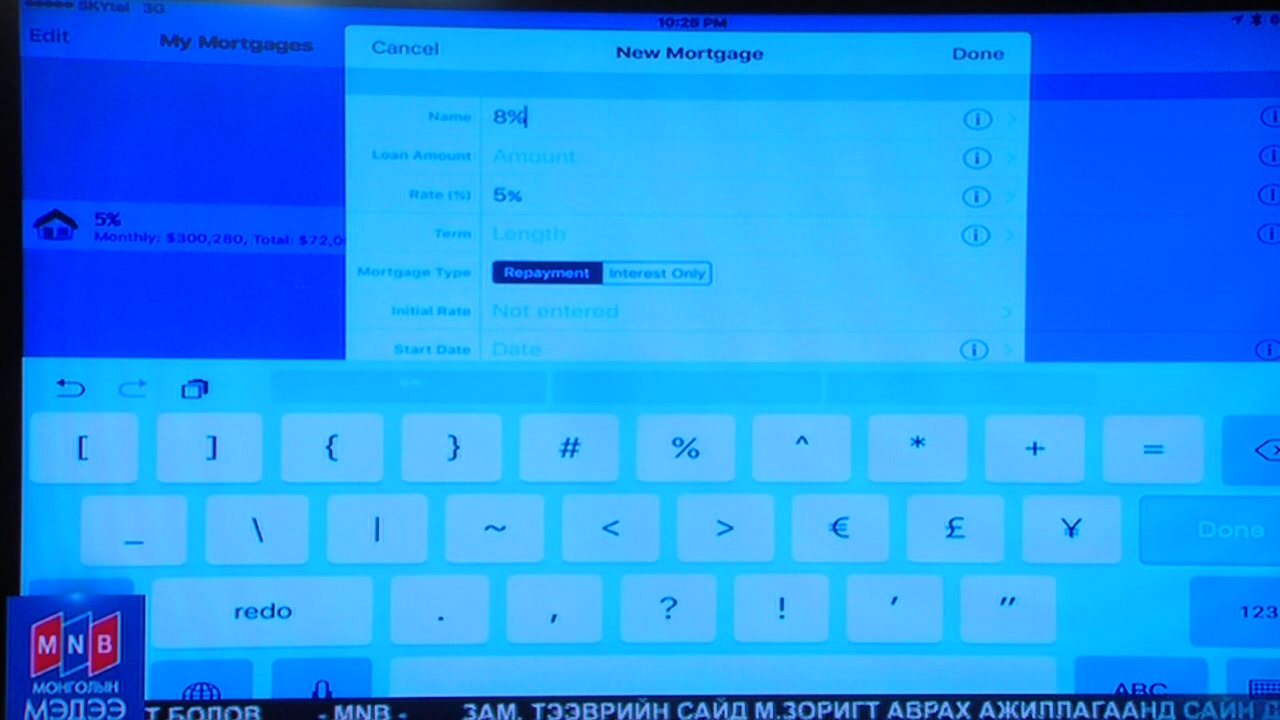 SKYtel 3G
10:26 PM
Edit
My Mortgages
Cancel
New Mortgage
Done
Name 8%
Loan Amount Amount
Rate (%) 5%
5%
Monthly: $300,280, Total: $72,0
Term Length
Mortgage Type Repayment Interest Only
Initial Rate Not entered
Start Date Date
[ ] { } # % ^ * + =
_ \ | ~ < > € £ ¥ Done
redo . , ? ! ' " 123
ABC
MNB
МОНГОЛЫН
МЭДЭЭ
Т БОЛОВ - MNB - ЗАМ, ТЭЭВРИЙН САЙД М.ЗОРИГТ АВРАХ АЖИЛЛАГААНД САЙН